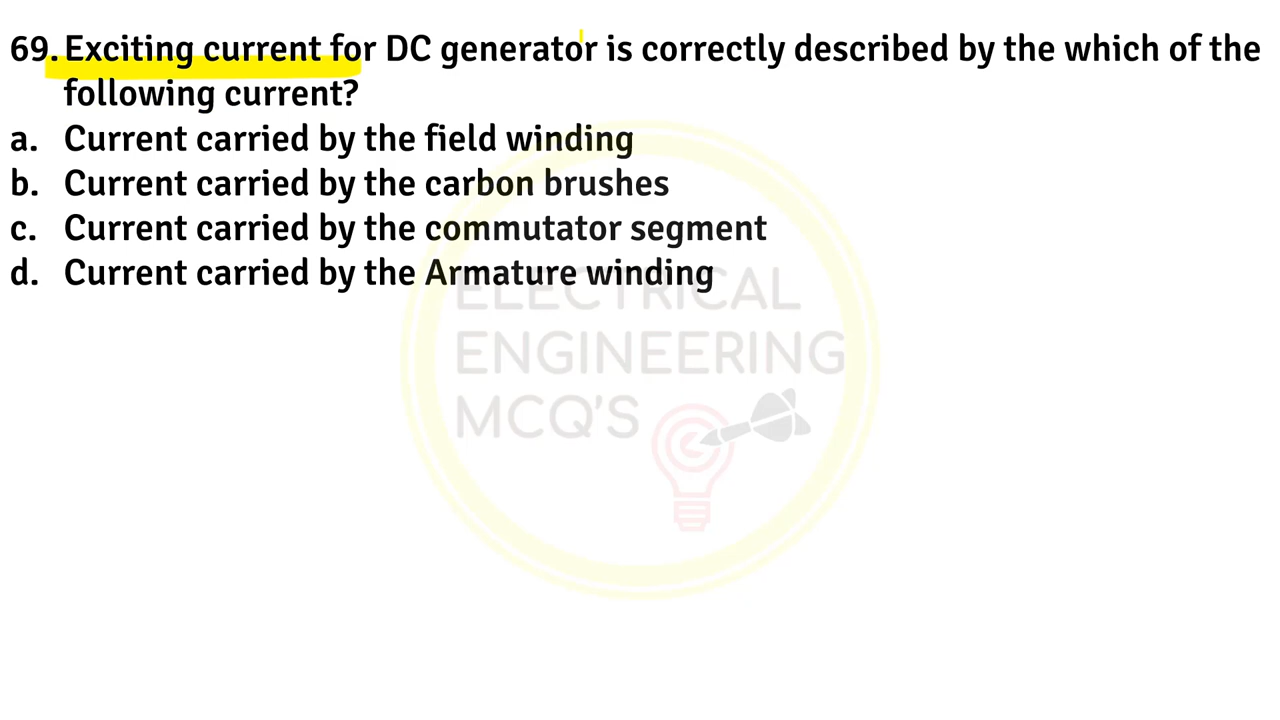 69. Exciting current for DC generator is correctly described by the which of the
following current?
a. Current carried by the field winding
b. Current carried by the carbon brushes
c. Current carried by the commutator segment
d. Current carried by the Armature winding
ELECTRICAL
ENGINEERING
MCQ'S